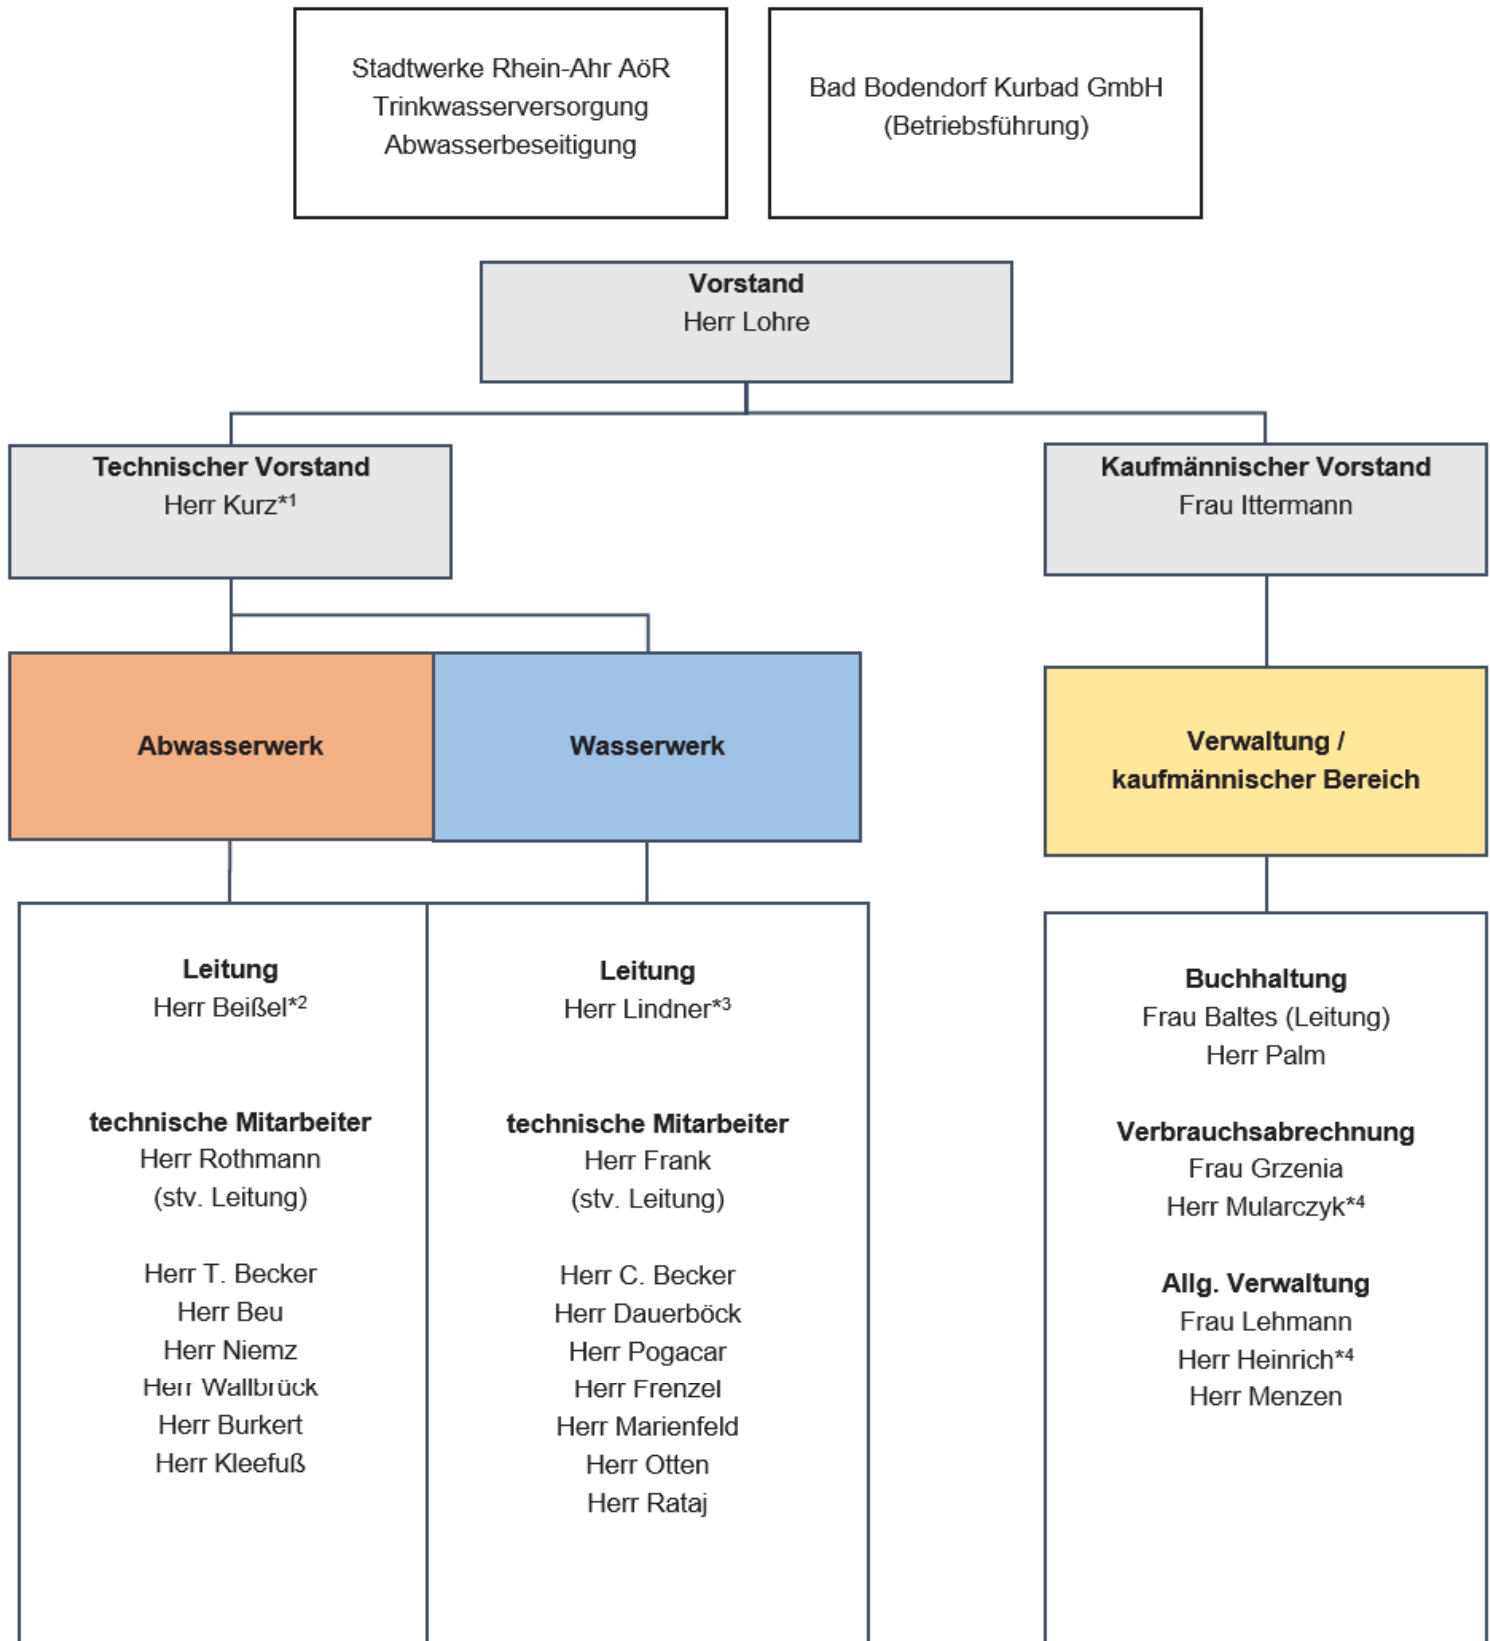 Stadtwerke Rhein-Ahr AöR
Trinkwasserversorgung
Abwasserbeseitigung
Bad Bodendorf Kurbad GmbH
(Betriebsführung)
Vorstand
Herr Lohre
Technischer Vorstand
Herr Kurz*1
Kaufmännischer Vorstand
Frau Ittermann
Abwasserwerk
Wasserwerk
Verwaltung /
kaufmännischer Bereich
Leitung
Herr Beißel*2
technische Mitarbeiter
Herr Rothmann
(stv. Leitung)
Herr T. Becker
Herr Beu
Herr Niemz
Herr Wallbrück
Herr Burkert
Herr Kleefuß
Leitung
Herr Lindner*3
technische Mitarbeiter
Herr Frank
(stv. Leitung)
Herr C. Becker
Herr Dauerböck
Herr Pogacar
Herr Frenzel
Herr Marienfeld
Herr Otten
Herr Rataj
Buchhaltung
Frau Baltes (Leitung)
Herr Palm
Verbrauchsabrechnung
Frau Grzenia
Herr Mularczyk*4
Allg. Verwaltung
Frau Lehmann
Herr Heinrich*4
Herr Menzen